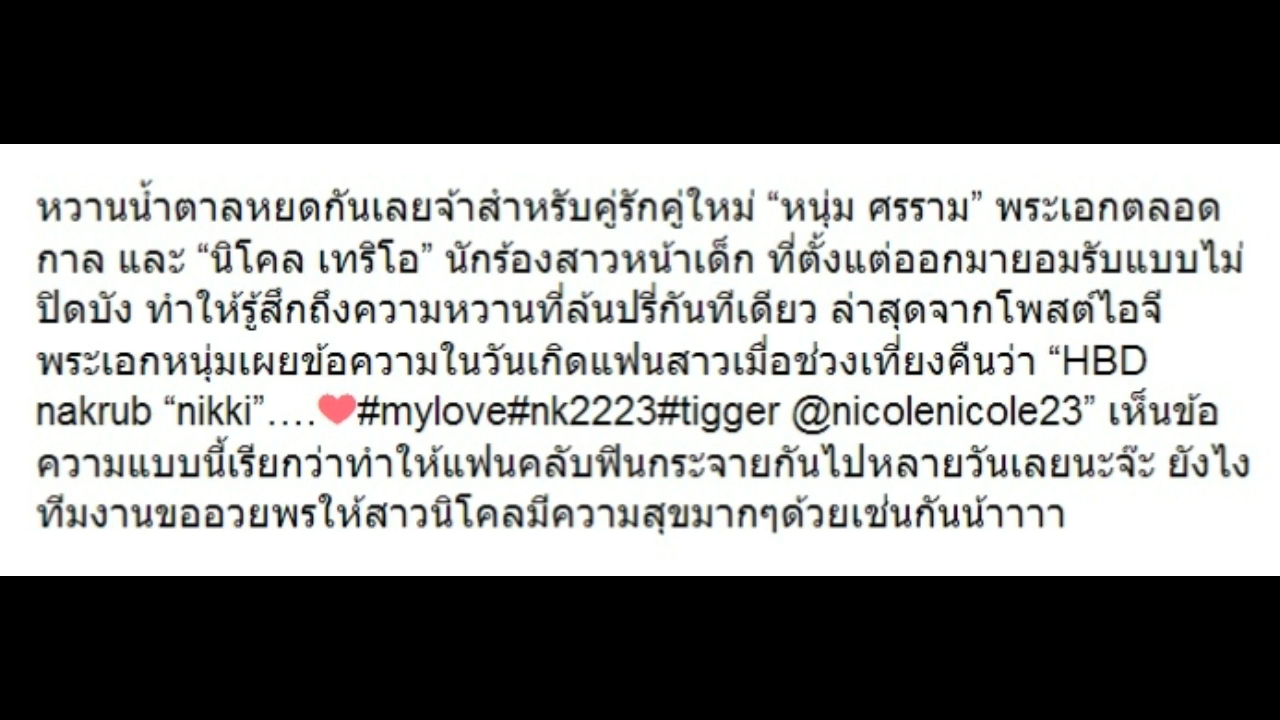 หวานน้ำตาลหยดกันเลยจ้าสำหรับคู่รักคู่ใหม่ “หนุ่ม ศรราม” พระเอกตลอด
กาล และ “นิโคล เทริโอ” นักร้องสาวหน้าเด็ก ที่ตั้งแต่ออกมายอมรับแบบไม่
ปิดบัง ทำให้รู้สึกถึงความหวานที่ล้นปรี่กันทีเดียว ล่าสุดจากโพสต์ไอจี
พระเอกหนุ่มเผยข้อความในวันเกิดแฟนสาวเมื่อช่วงเที่ยงคืนว่า “HBD
nakrub “nikki”….❤#mylove#nk2223#tigger @nicolenicole23” เห็นข้อ
ความแบบนี้เรียกว่าทำให้แฟนคลับฟินกระจายกันไปหลายวันเลยนะจ๊ะ ยังไง
ทีมงานขออวยพรให้สาวนิโคลมีความสุขมากๆด้วยเช่นกันน้าาาา